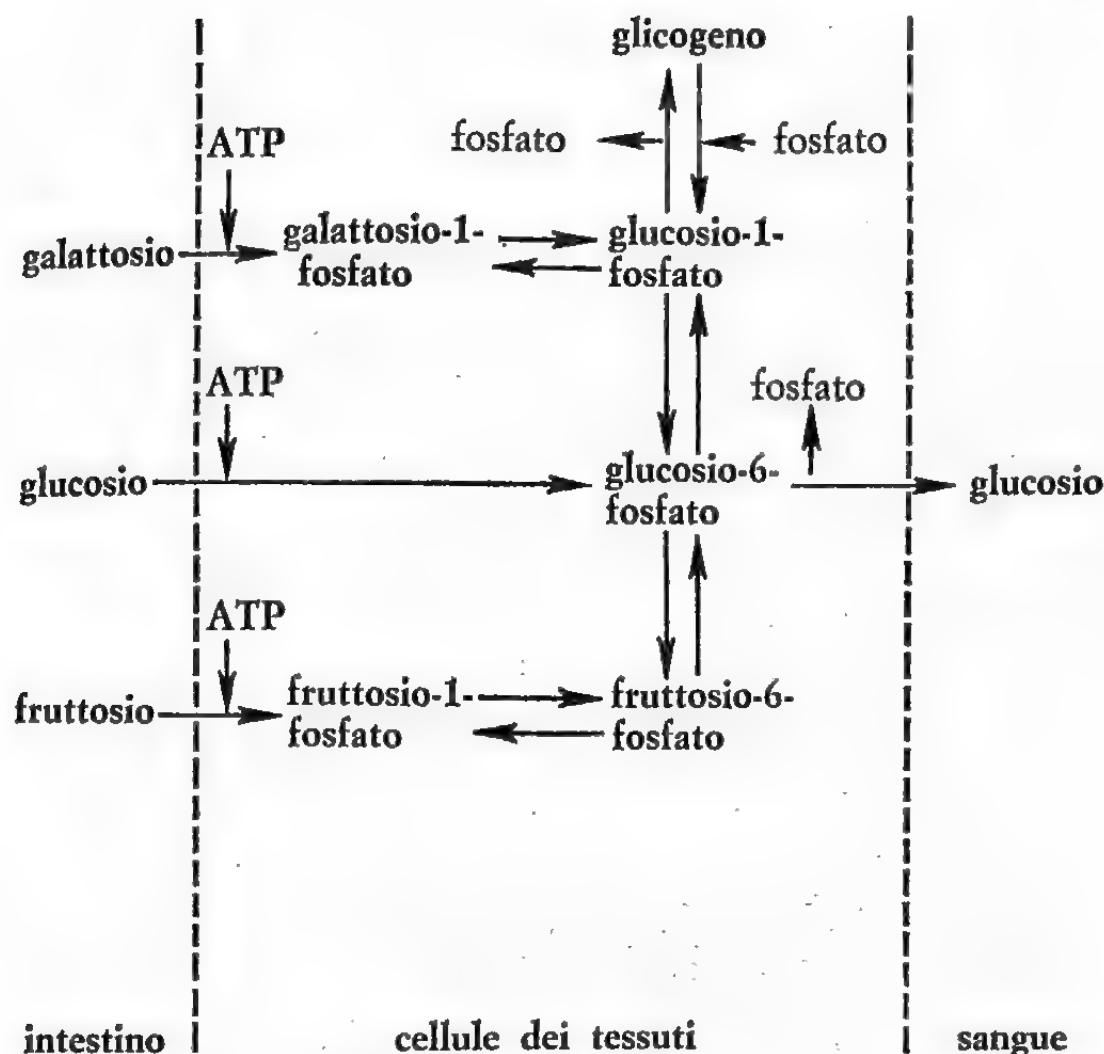 glicogeno
fosfato
fosfato
ATP
galattosio
galattosio-1-
fosfato
glucosio-1-
fosfato
ATP
fosfato
glucosio
glucosio-6-
fosfato
glucosio
ATP
fruttosio
fruttosio-1-
fosfato
fruttosio-6-
fosfato
intestino
cellule dei tessuti
sangue